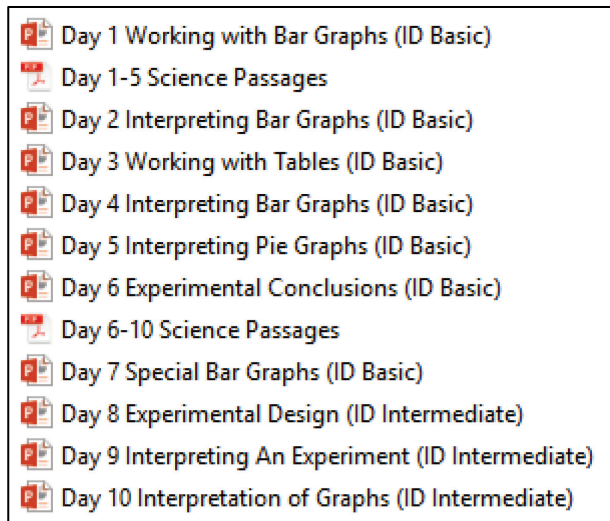 Day 1 Working with Bar Graphs (ID Basic)
Day 1-5 Science Passages
Day 2 Interpreting Bar Graphs (ID Basic)
Day 3 Working with Tables (ID Basic)
Day 4 Interpreting Bar Graphs (ID Basic)
Day 5 Interpreting Pie Graphs (ID Basic)
Day 6 Experimental Conclusions (ID Basic)
Day 6-10 Science Passages
Day 7 Special Bar Graphs (ID Basic)
Day 8 Experimental Design (ID Intermediate)
Day 9 Interpreting An Experiment (ID Intermediate)
Day 10 Interpretation of Graphs (ID Intermediate)